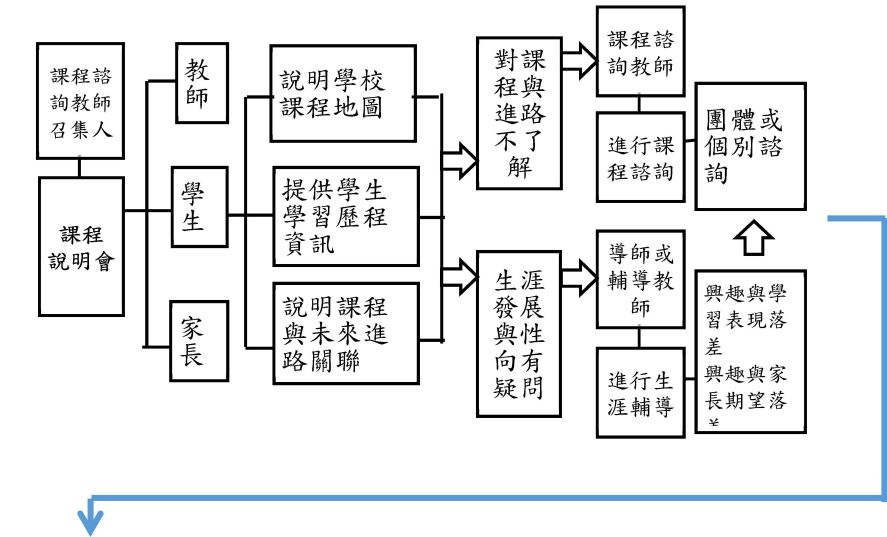 課程諮
詢教師
召集人
課程
說明會
教
師
學
生
家
長
說明學校
課程地圖
提供學生
學習歷程
資訊
說明課程
與未來進
路關聯
對課
程與
進路
不了
解
生涯
發展
與性
向有
疑問
課程諮
詢教師
進行課
程諮詢
團體或
個別諮
詢
導師或
輔導教
師
進行生
涯輔導
興趣與學
習表現落
差
興趣與家
長期望落